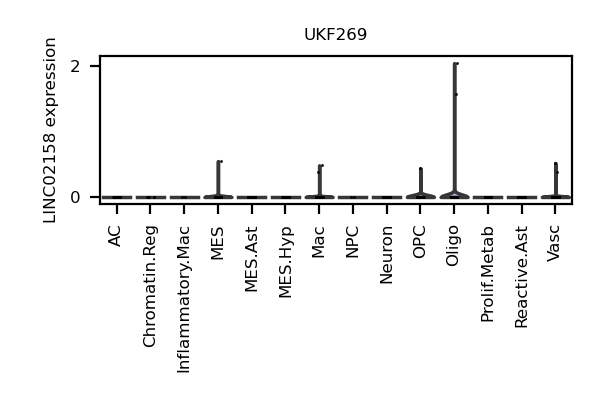 UKF269
LINC02158 expression
2
0
AC
Chromatin.Reg
Inflammatory.Mac
MES
MES.Ast
MES.Hyp
Mac
NPC
Neuron
OPC
Oligo
Prolif.Metab
Reactive.Ast
Vasc